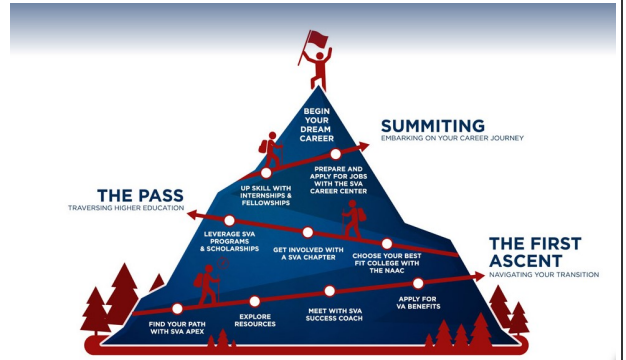 BEGIN
YOUR
DREAM
CAREER
SUMMITING
EMBARKING ON YOUR CAREER JOURNEY
UP SKILL WITH
INTERNSHIPS &
FELLOWSHIPS
PREPARE AND
APPLY FOR JOBS
WITH THE SVA
CAREER CENTER
THE PASS
TRAVERSING HIGHER EDUCATION
LEVERAGE SVA
PROGRAMS
& SCHOLARSHIPS
GET INVOLVED WITH
A SVA CHAPTER
CHOOSE YOUR BEST
FIT COLLEGE WITH
THE NAAC
THE FIRST
ASCENT
NAVIGATING YOUR TRANSITION
FIND YOUR PATH
WITH SVA APEX
EXPLORE
RESOURCES
MEET WITH SVA
SUCCESS COACH
APPLY FOR
VA BENEFITS